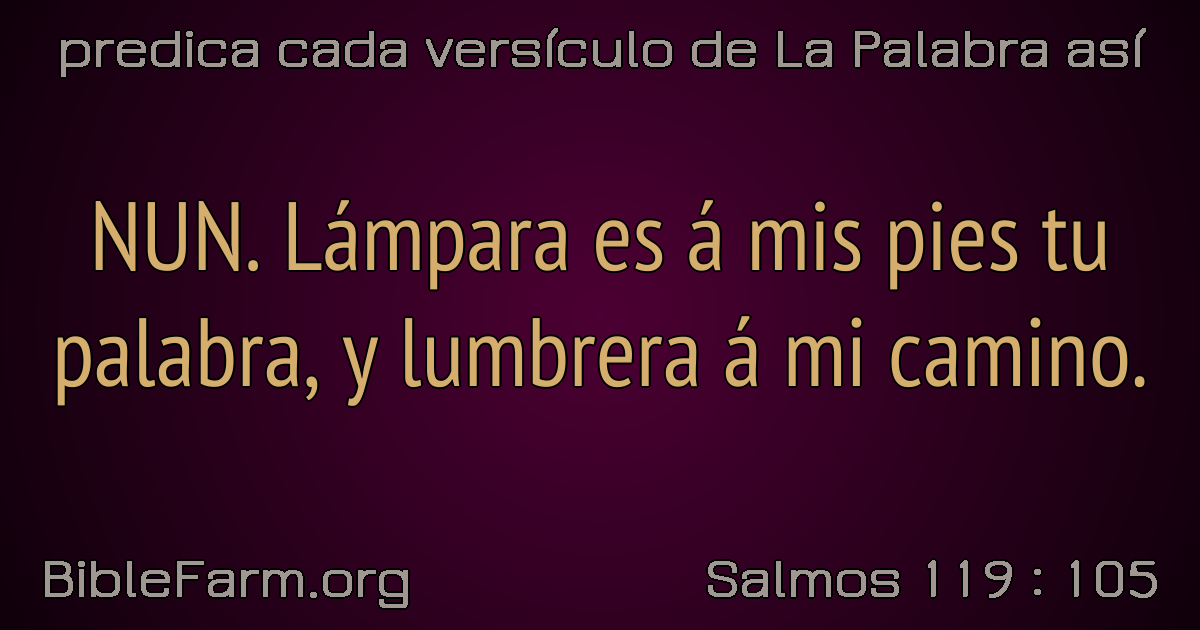 predica cada versículo de La Palabra así
NUN. Lámpara es á mis pies tu
palabra, y lumbrera á mi camino.
BibleFarm.org
Salmos 119 : 105